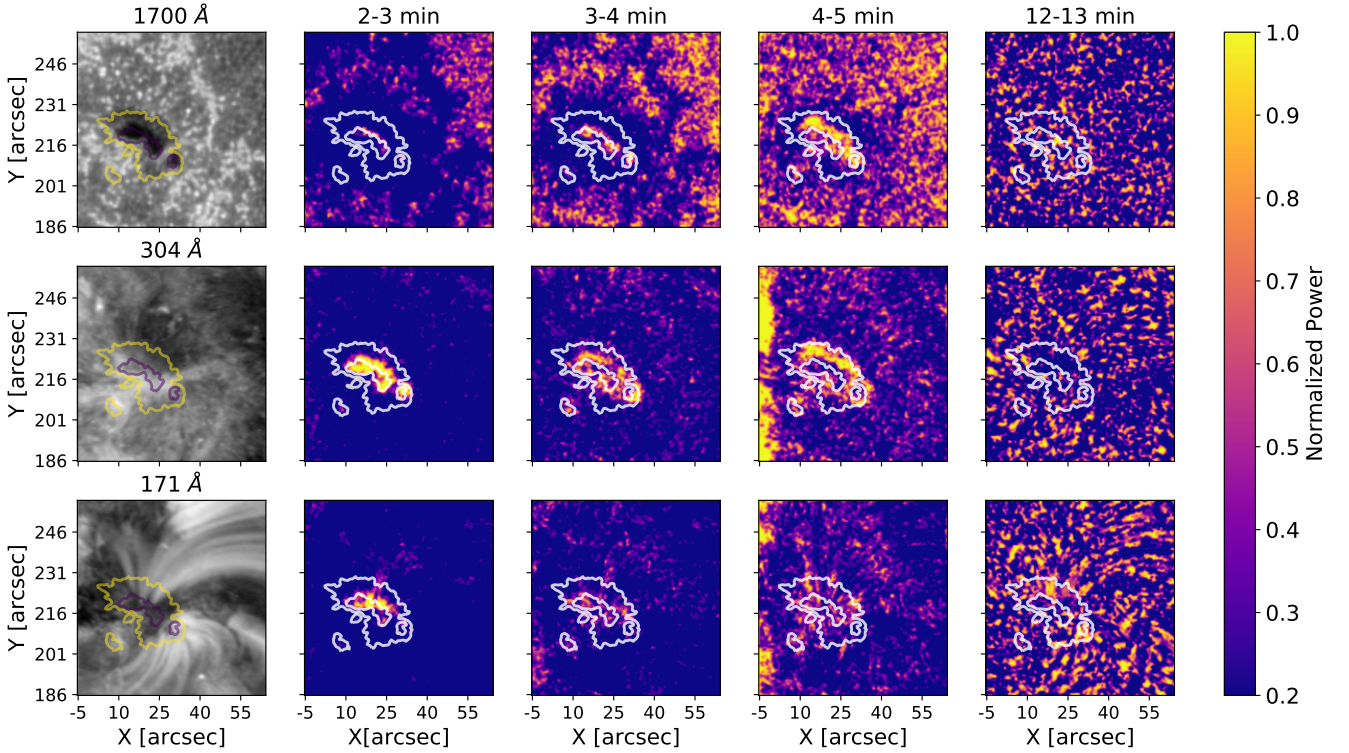 1700 Å 2-3 min 3-4 min 4-5 min 12-13 min
1.0
246
231
216
201
186
Y [arcsec]
0.9
0.8
304 Å
246
231
216
201
186
Y [arcsec]
0.7
0.6
0.5
Normalized Power
171 Å
246
231
216
201
186
Y [arcsec]
0.4
0.3
0.2
-5 10 25 55 -5 10 25 40 55 -5 10 25 40 55 -5 10 25 40 55 -5 10 25 40 55
X [arcsec] X[arcsec] X [arcsec] X [arcsec] X [arcsec]